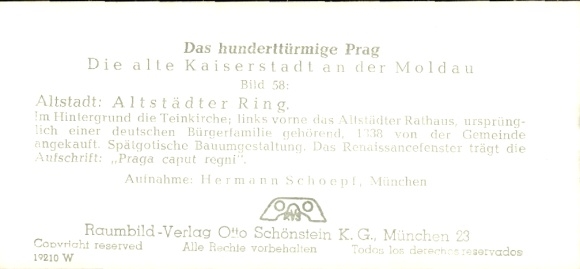 Das hunderttürmige Prag
Die alte Kaiserstadt an der Moldau
Bild 58:
Altstadt: Altstädter Ring.
Im Hintergrund die Teinkirche; links vorne das Altstädter Rathaus, ursprüng-
lich einer deutschen Bürgerfamilie gehörend, 1338 von der Gemeinde
angekauft. Spätgotische Bauumgestaltung. Das Renaissancefenster trägt die
Aufschrift: „Praga caput regni".
Aufnahme: Hermann Schoepf, München
RVS
Raumbild-Verlag Otto Schönstein K. G., München 23
Copyright reserved Alle Rechte vorbehalten Todos los derechos reservados
19210 W